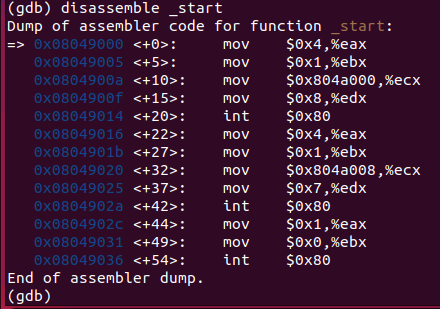 (gdb) disassemble _start
Dump of assembler code for function _start:
=> 0x08049000 <+0>:     mov    $0x4,%eax
   0x08049005 <+5>:     mov    $0x1,%ebx
   0x0804900a <+10>:    mov    $0x804a000,%ecx
   0x0804900f <+15>:    mov    $0x8,%edx
   0x08049014 <+20>:    int    $0x80
   0x08049016 <+22>:    mov    $0x4,%eax
   0x0804901b <+27>:    mov    $0x1,%ebx
   0x08049020 <+32>:    mov    $0x804a008,%ecx
   0x08049025 <+37>:    mov    $0x7,%edx
   0x0804902a <+42>:    int    $0x80
   0x0804902c <+44>:    mov    $0x1,%eax
   0x08049031 <+49>:    mov    $0x0,%ebx
   0x08049036 <+54>:    int    $0x80
End of assembler dump.
(gdb)